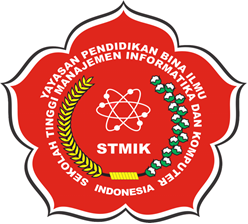 YAYASAN PENDIDIKAN BINA ILMU
SEKOLAH TINGGI MANAJEMEN INFORMATIKA DAN KOMPUTER
STMIK
INDONESIA